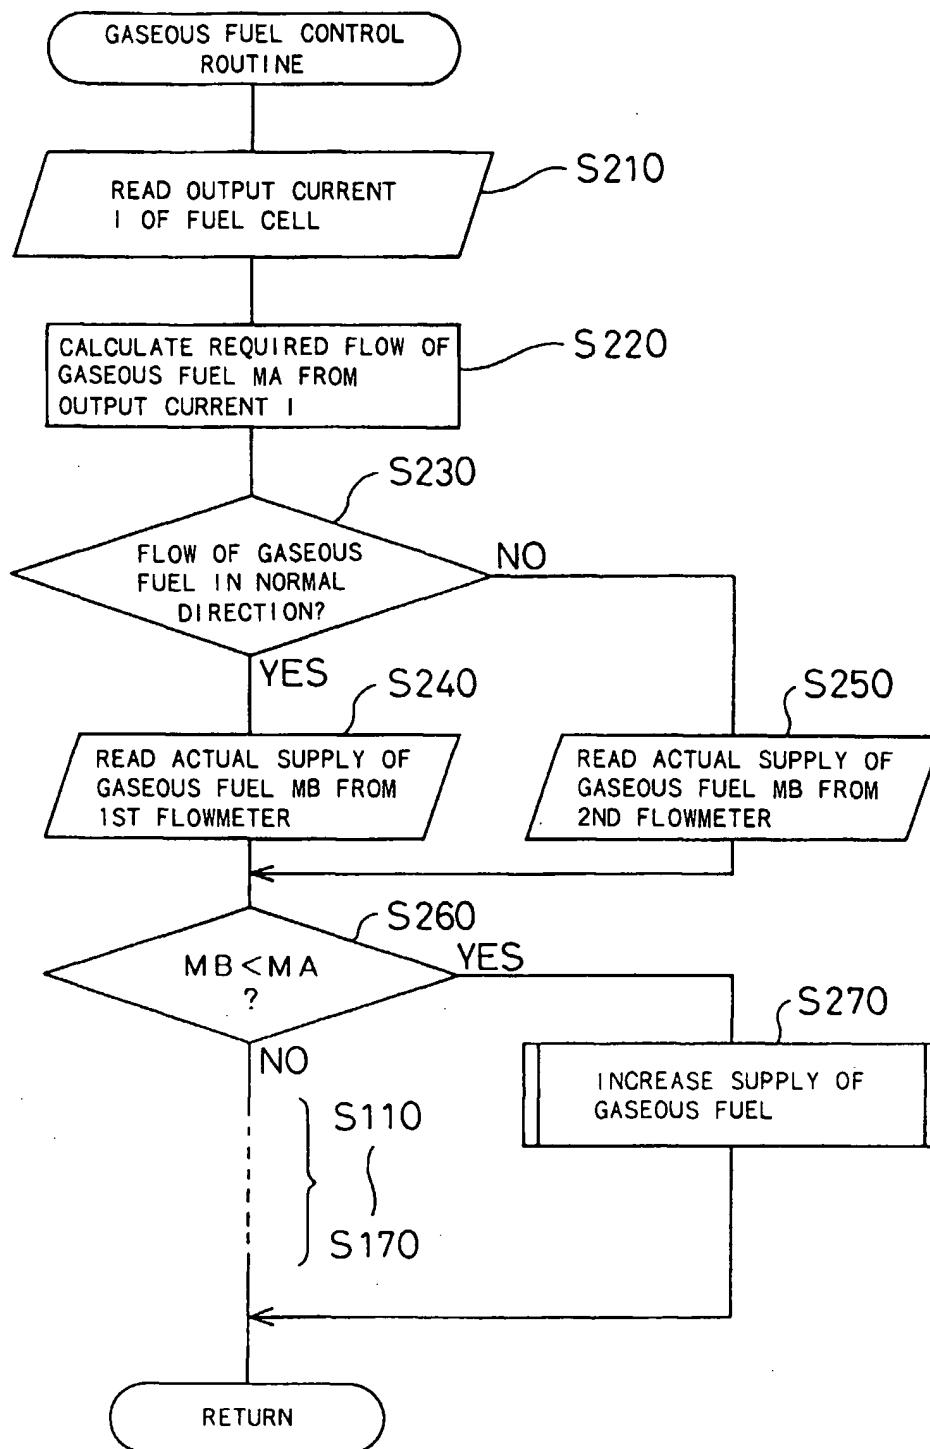 GASEOUS FUEL CONTROL
ROUTINE
S210
READ OUTPUT CURRENT
I OF FUEL CELL
S220
CALCULATE REQUIRED FLOW OF
GASEOUS FUEL MA FROM
OUTPUT CURRENT I
S230
FLOW OF GASEOUS
FUEL IN NORMAL
DIRECTION?
NO
YES
S240
READ ACTUAL SUPPLY OF
GASEOUS FUEL MB FROM
1ST FLOWMETER
S250
READ ACTUAL SUPPLY OF
GASEOUS FUEL MB FROM
2ND FLOWMETER
S260
MB<MA
?
YES
NO
S270
INCREASE SUPPLY OF
GASEOUS FUEL
S110
S170
RETURN